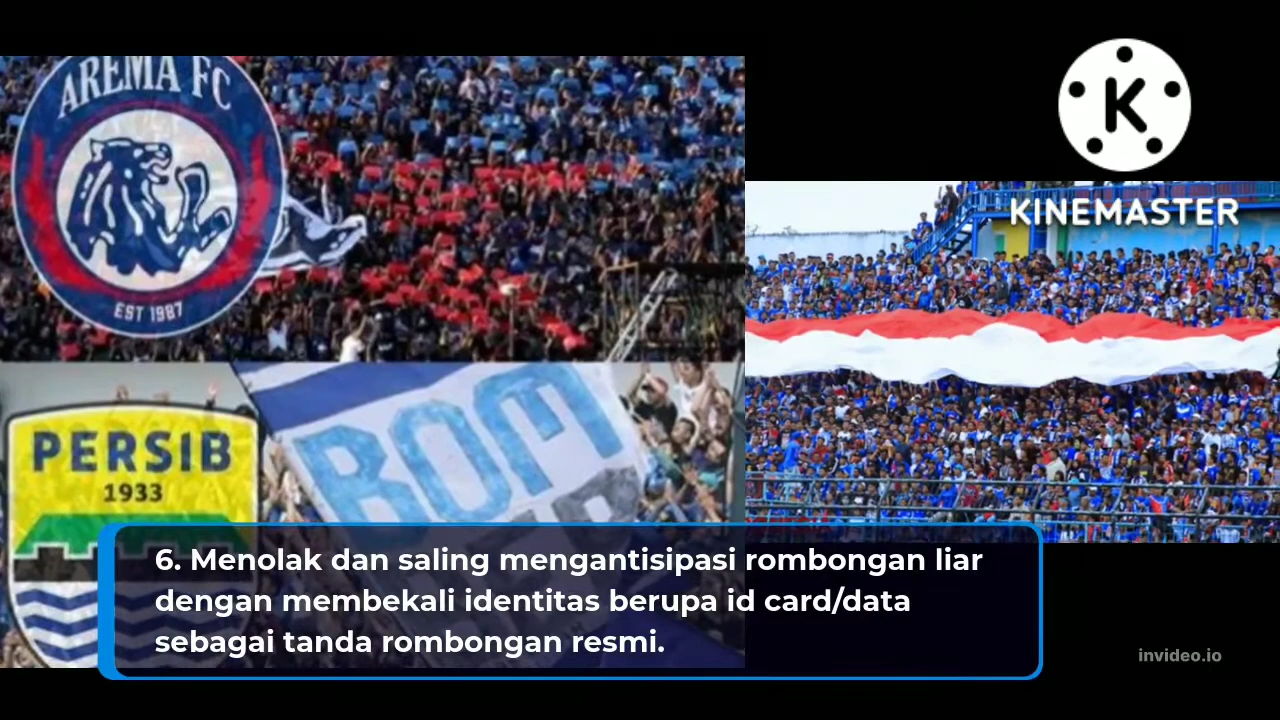 AREMA FC
EST 1987
KINEMASTER
PERSIB
1933
BOM
6. Menolak dan saling mengantisipasi rombongan liar
dengan membekali identitas berupa id card/data
sebagai tanda rombongan resmi.
invideo.io